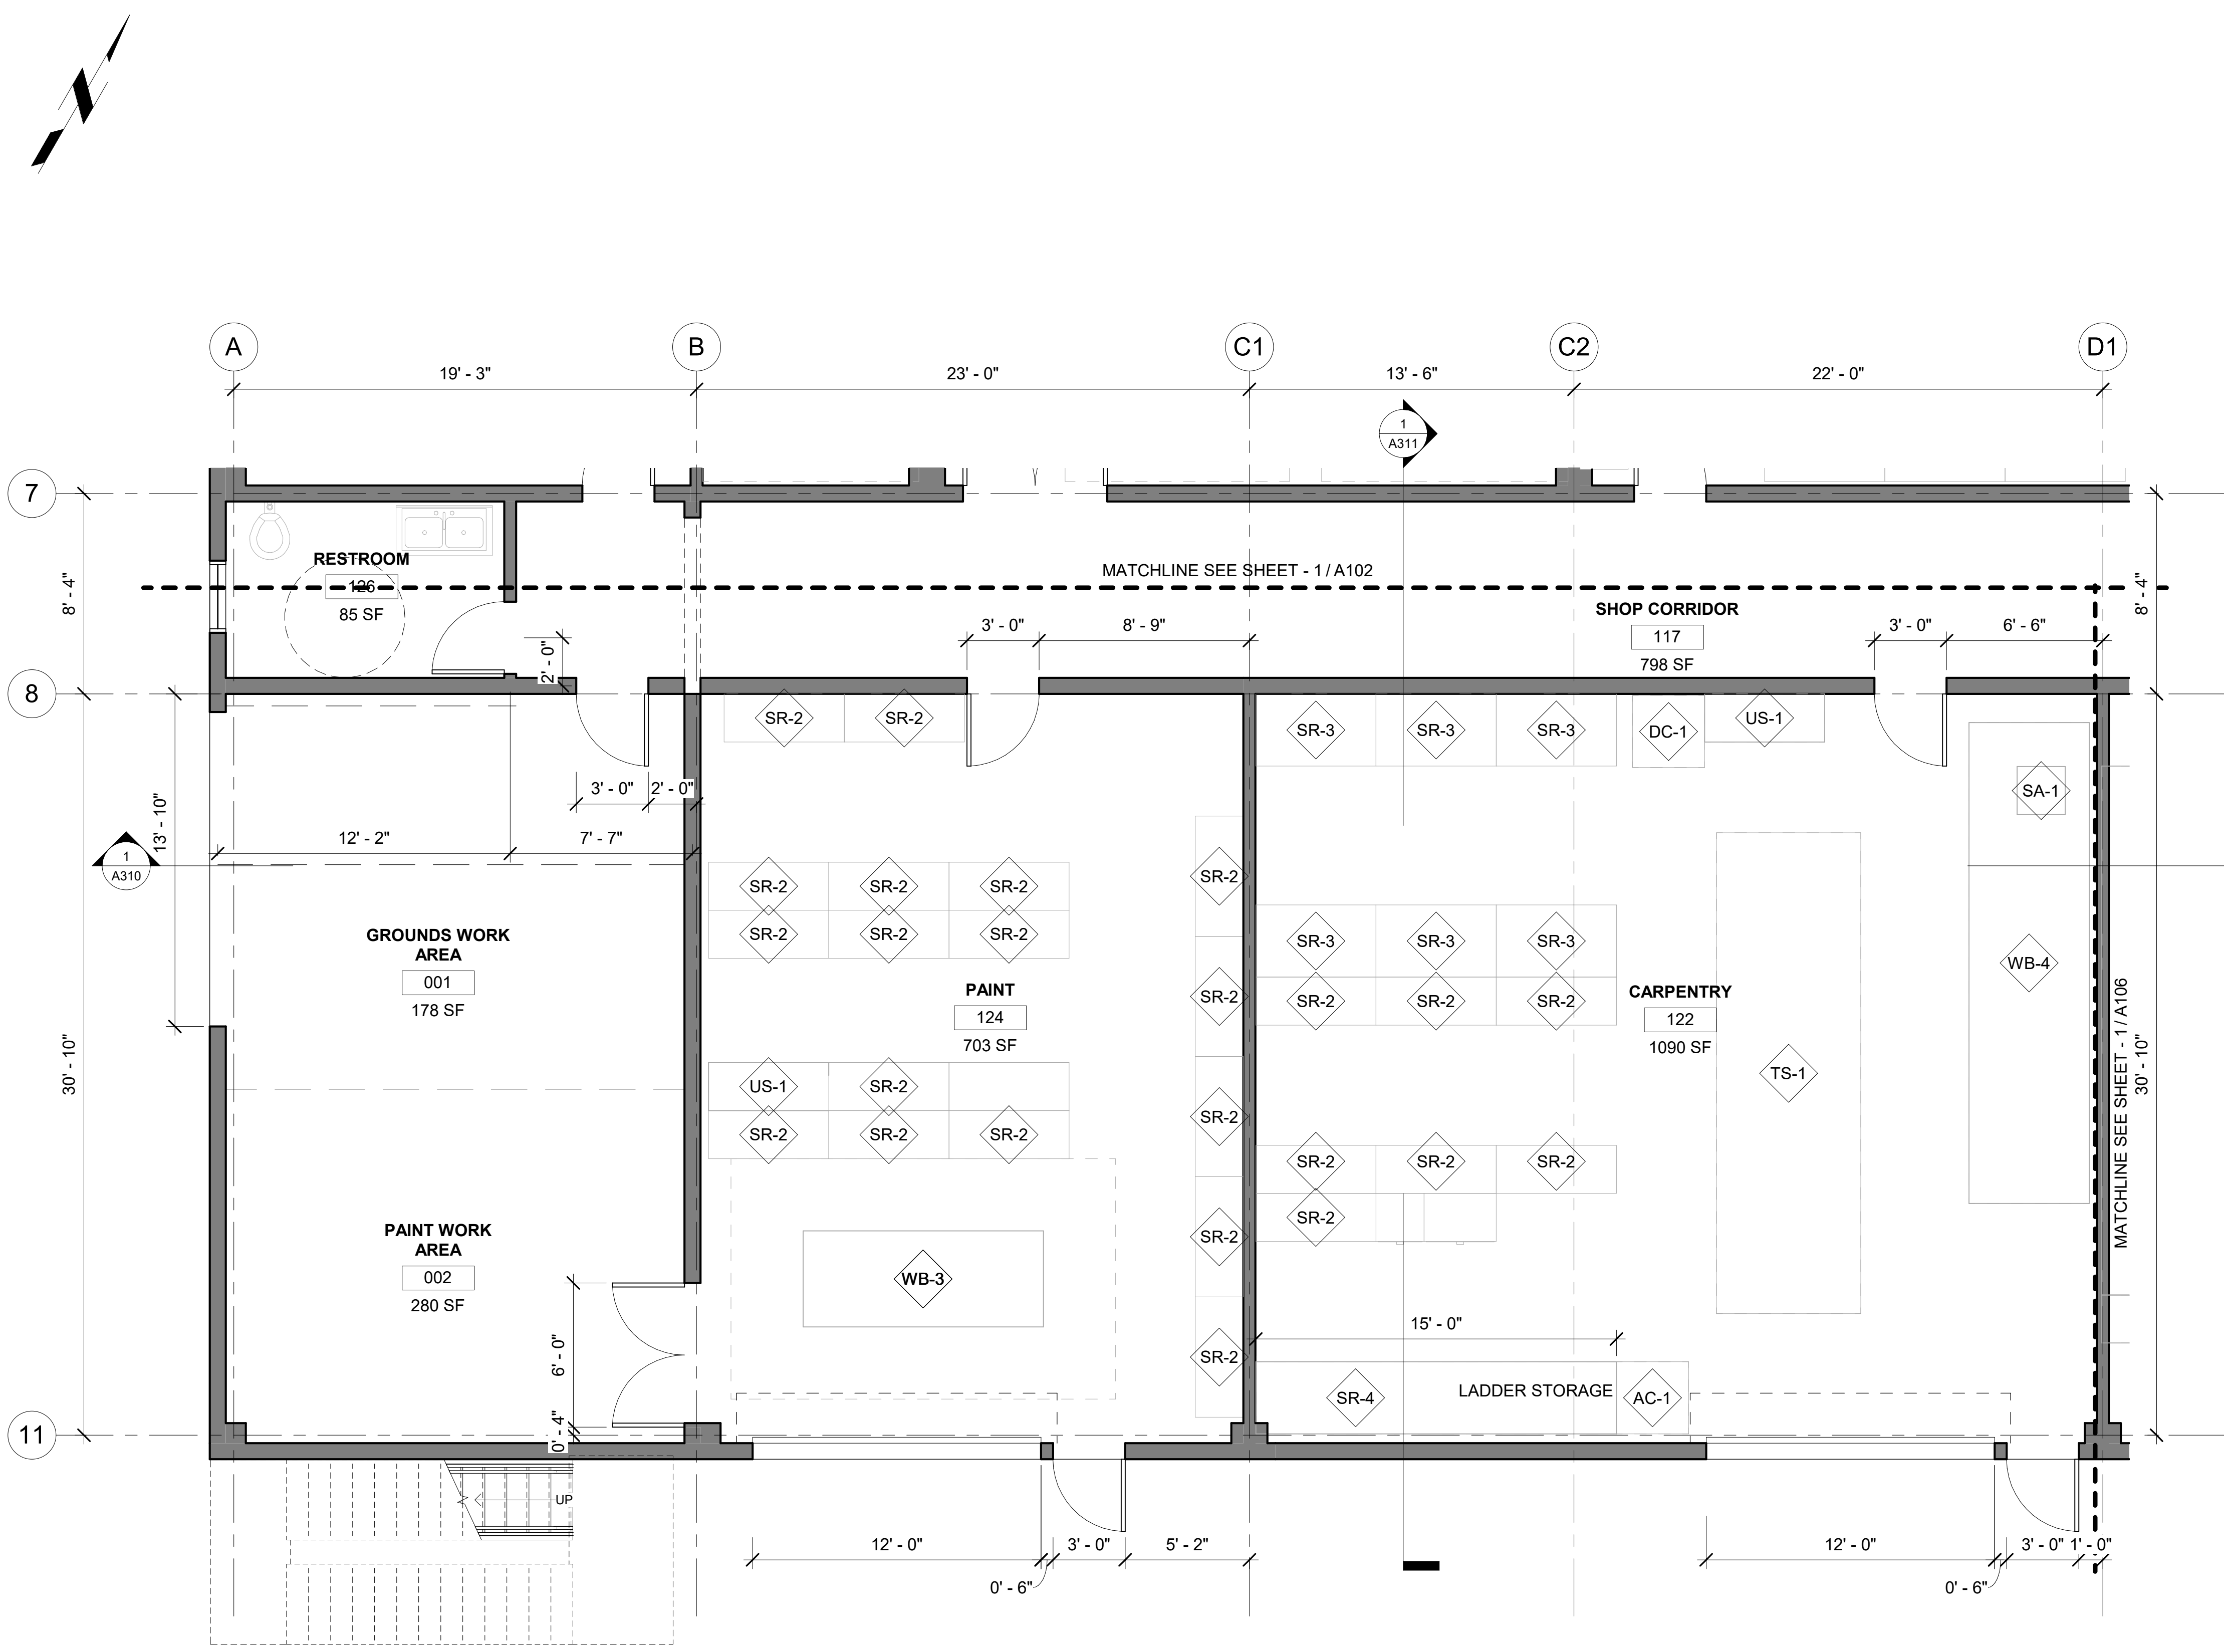 A
B
C1
C2
D1
19' - 3"
23' - 0"
13' - 6"
22' - 0"
1
A311
7
8' - 4"
RESTROOM
126
85 SF
MATCHLINE SEE SHEET - 1 / A102
SHOP CORRIDOR
117
798 SF
8' - 4"
2' - 0"
3' - 0"
8' - 9"
3' - 0"
6' - 6"
8
SR-2
SR-2
SR-3
SR-3
SR-3
DC-1
US-1
SA-1
3' - 0"
2' - 0"
13' - 10"
12' - 2"
7' - 7"
1
A310
SR-2
SR-2
SR-2
SR-2
SR-2
SR-2
SR-2
SR-2
SR-2
SR-2
SR-2
SR-3
SR-3
SR-3
SR-2
SR-2
SR-2
WB-4
GROUNDS WORK
AREA
001
178 SF
PAINT
124
703 SF
CARPENTRY
122
1090 SF
TS-1
30' - 10"
MATCHLINE SEE SHEET - 1 / A106
30' - 10"
US-1
SR-2
SR-2
SR-2
SR-2
SR-2
SR-2
SR-2
SR-2
PAINT WORK
AREA
002
280 SF
WB-3
6' - 0"
0' - 4"
15' - 0"
SR-4
LADDER STORAGE
AC-1
11
UP
12' - 0"
3' - 0"
5' - 2"
0' - 6"
12' - 0"
3' - 0"
1' - 0"
0' - 6"